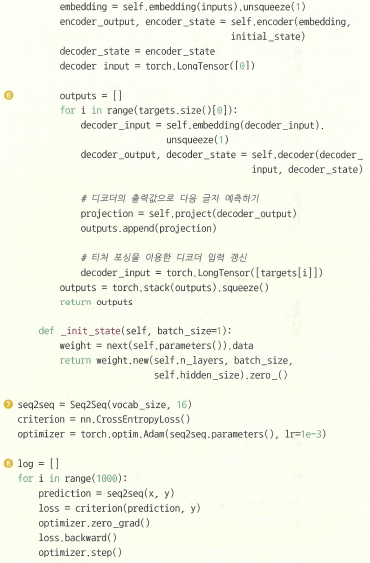 embedding = self.embedding(inputs).unsqueeze(1)
encoder_output, encoder_state = self.encoder(embedding,
initial_state)
decoder_state = encoder_state
decoder_input = torch.LongTensor([0])
6 outputs = []
for i in range(targets.size()[0]):
decoder_input = self.embedding(decoder_input).
unsqueeze(1)
decoder_output, decoder_state = self.decoder(decoder_
input, decoder_state)
# 디코더의 출력값으로 다음 글자 예측하기
projection = self.project(decoder_output)
outputs.append(projection)
# 티처 포싱을 이용한 디코더 입력 갱신
decoder_input = torch.LongTensor([targets[i]])
outputs = torch.stack(outputs).squeeze()
return outputs
def _init_state(self, batch_size=1):
weight = next(self.parameters()).data
return weight.new(self.n_layers, batch_size,
self.hidden_size).zero_()
7 seq2seq = Seq2Seq(vocab_size, 16)
criterion = nn.CrossEntropyLoss()
optimizer = torch.optim.Adam(seq2seq.parameters(), lr=1e-3)
8 log = []
for i in range(1000):
prediction = seq2seq(x, y)
loss = criterion(prediction, y)
optimizer.zero_grad()
loss.backward()
optimizer.step()